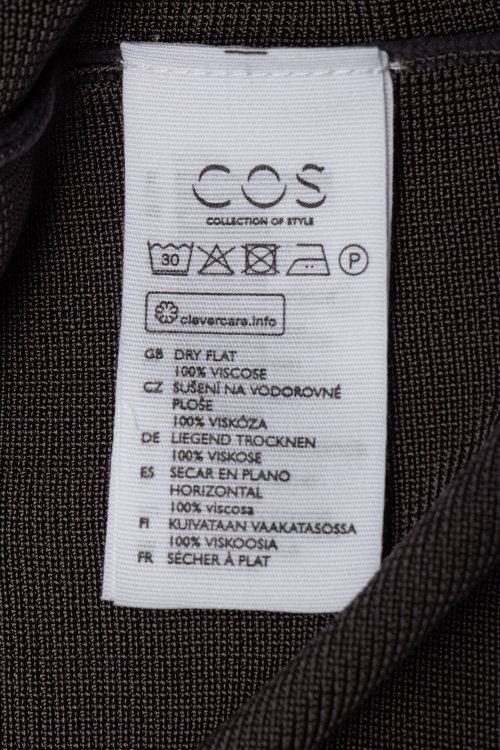 COS
COLLECTION OF STYLE
30 P
clevercare.info
GB DRY FLAT
100% VISCOSE
CZ SUŠENÍ NA VODOROVNÉ
PLOŠE
100% VISKÓZA
DE LIEGEND TROCKNEN
100% VISKOSE
ES SECAR EN PLANO
HORIZONTAL
100% viscosa
FI KUIVATAAN VAAKATASOSSA
100% VISKOOSIA
FR SÉCHER À PLAT